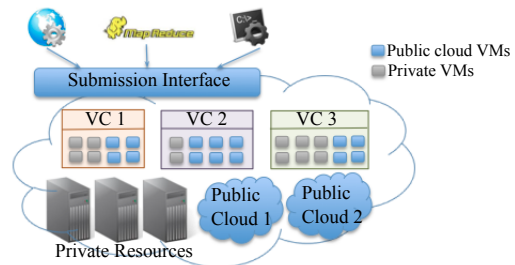 MapReduce
C:\
Submission Interface
Public cloud VMs
Private VMs
VC 1
VC 2
VC 3
Public
Cloud 1
Public
Cloud 2
Private Resources